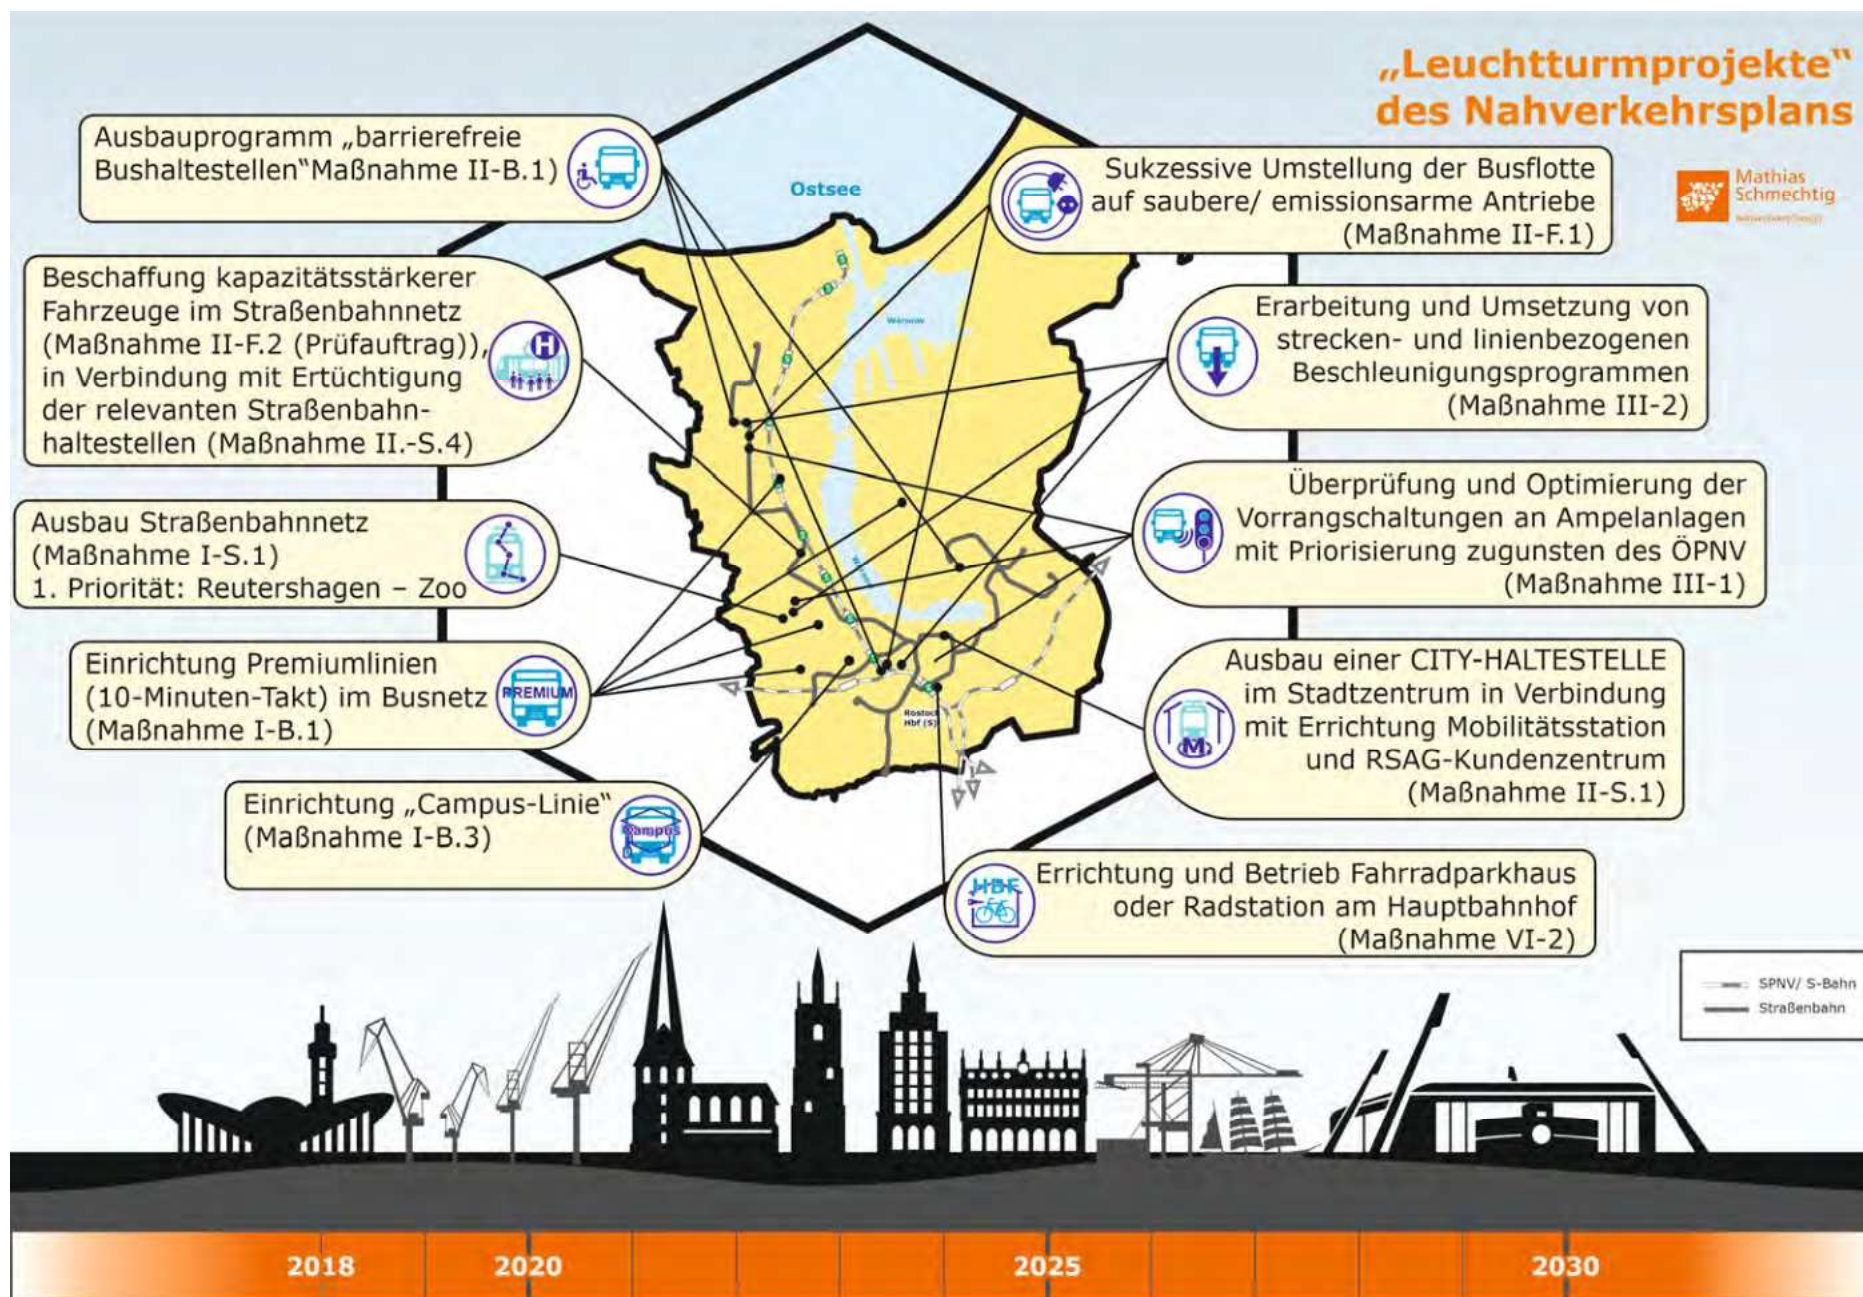 „Leuchtturmprojekte“
des Nahverkehrsplans
Mathias
Schmechtig
Ausbauprogramm „barrierefreie
Bushaltestellen“Maßnahme II-B.1)
Beschaffung kapazitätsstärkerer
Fahrzeuge im Straßenbahnnetz
(Maßnahme II-F.2 (Prüfauftrag)),
in Verbindung mit Ertüchtigung
der relevanten Straßenbahn-
haltestellen (Maßnahme II.-S.4)
H
Ausbau Straßenbahnnetz
(Maßnahme I-S.1)
1. Priorität: Reutershagen – Zoo
Einrichtung Premiumlinien
(10-Minuten-Takt) im Busnetz
(Maßnahme I-B.1)
PREMIUM
Einrichtung „Campus-Linie“
(Maßnahme I-B.3)
Campus
Ostsee
Rostock
Hbf (S)
Sukzessive Umstellung der Busflotte
auf saubere/ emissionsarme Antriebe
(Maßnahme II-F.1)
Erarbeitung und Umsetzung von
strecken- und linienbezogenen
Beschleunigungsprogrammen
(Maßnahme III-2)
Überprüfung und Optimierung der
Vorrangschaltungen an Ampelanlagen
mit Priorisierung zugunsten des ÖPNV
(Maßnahme III-1)
Ausbau einer CITY-HALTESTELLE
im Stadtzentrum in Verbindung
mit Errichtung Mobilitätsstation
und RSAG-Kundenzentrum
(Maßnahme II-S.1)
M
Errichtung und Betrieb Fahrradparkhaus
oder Radstation am Hauptbahnhof
(Maßnahme VI-2)
HBF
SPNV/ S-Bahn
Straßenbahn
2018
2020
2025
2030